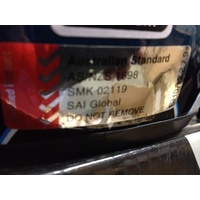 Australian Standard
AS/NZS 1698
SMK 02119
SAI Global
DO NOT REMOVE